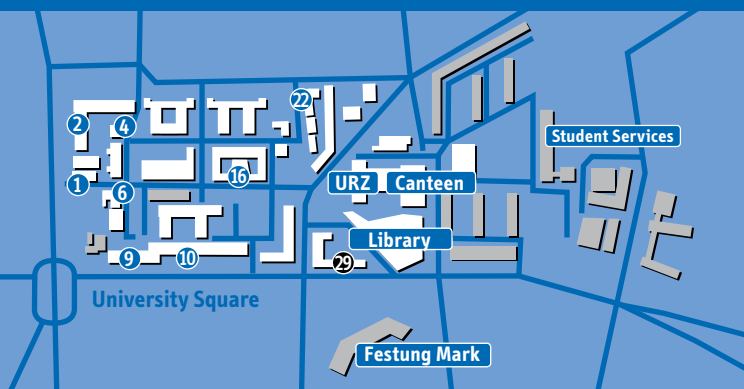 22
2
4
Student Services
16
URZ
Canteen
1
6
Library
9
10
29
University Square
Festung Mark